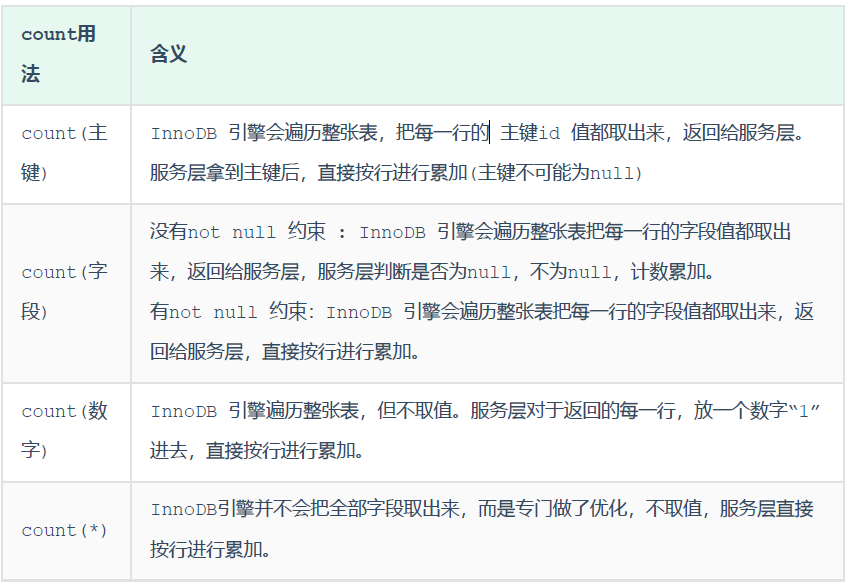 count用
法
含义
count(主
键)
InnoDB 引擎会遍历整张表，把每一行的 主键id 值都取出来，返回给服务层。
服务层拿到主键后，直接按行进行累加(主键不可能为null)
count(字
段)
没有not null 约束 : InnoDB 引擎会遍历整张表把每一行的字段值都取出
来，返回给服务层，服务层判断是否为null，不为null，计数累加。
有not null 约束：InnoDB 引擎会遍历整张表把每一行的字段值都取出来，返
回给服务层，直接按行进行累加。
count(数
字)
InnoDB 引擎遍历整张表，但不取值。服务层对于返回的每一行，放一个数字“1”
进去，直接按行进行累加。
count(*)
InnoDB引擎并不会把全部字段取出来，而是专门做了优化，不取值，服务层直接
按行进行累加。